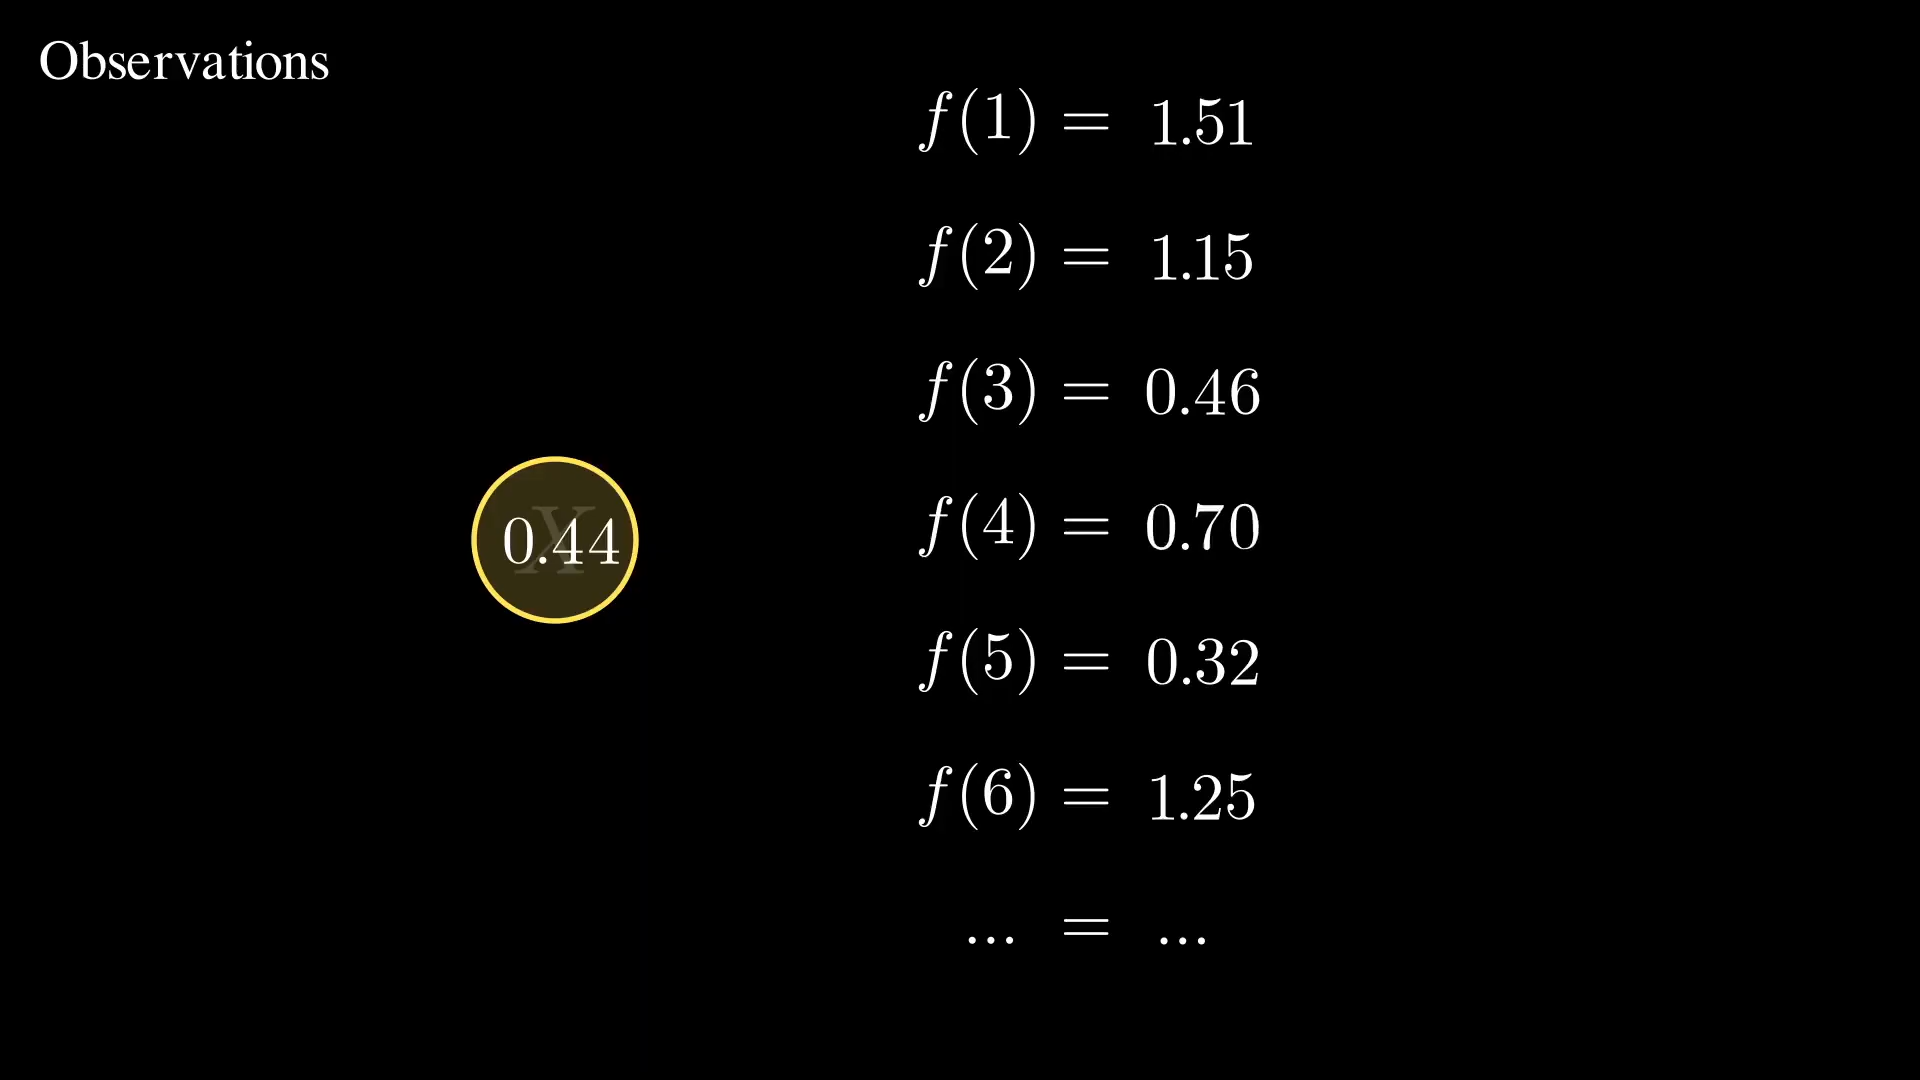 Observations
f(1) = 1.51
f(2) = 1.15
f(3) = 0.46
f(4) = 0.70
X
0.44
f(5) = 0.32
f(6) = 1.25
... = ...